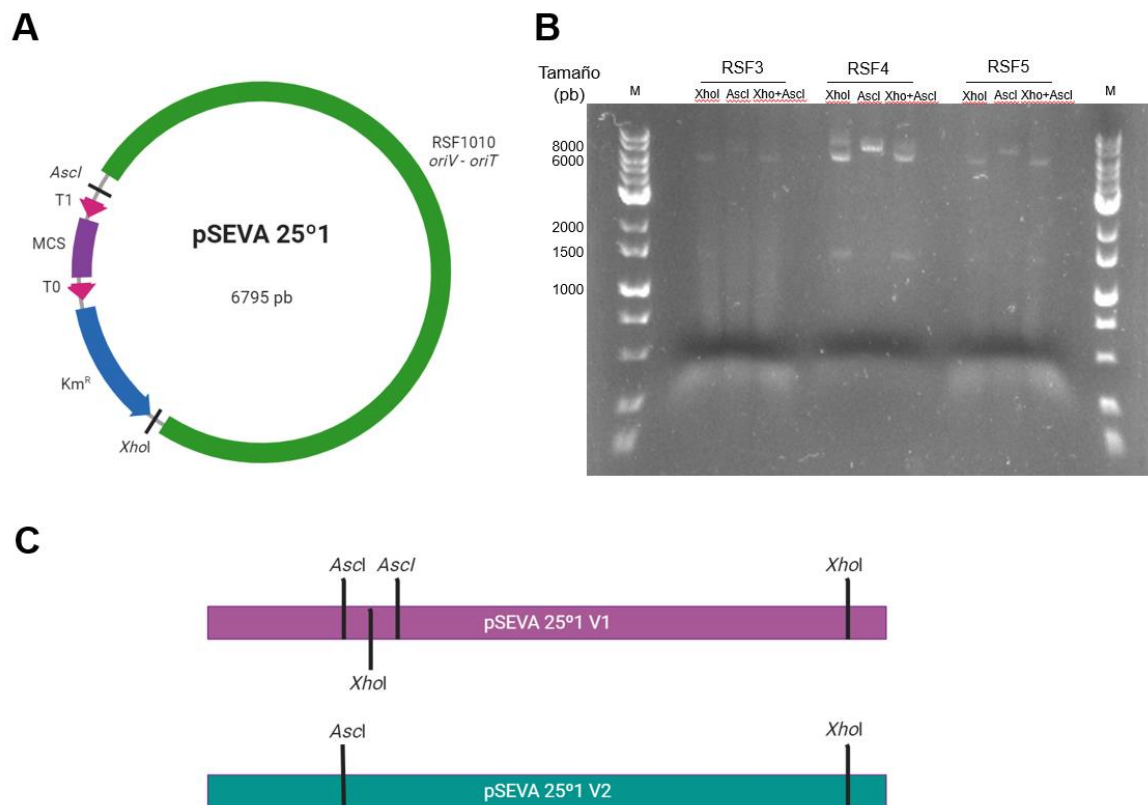 A
AscI
T1
MCS
T0
Km^R
XhoI
pSEVA 25º1
6795 pb
RSF1010
oriV - oriT
B
Tamaño
(pb)
M
RSF3
RSF4
RSF5
XhoI AscI Xho+AscI
XhoI AscI Xho+AscI
XhoI AscI Xho+AscI
M
8000
6000
2000
1500
1000
C
AscI AscI XhoI
pSEVA 25º1 V1
XhoI
AscI XhoI
pSEVA 25º1 V2